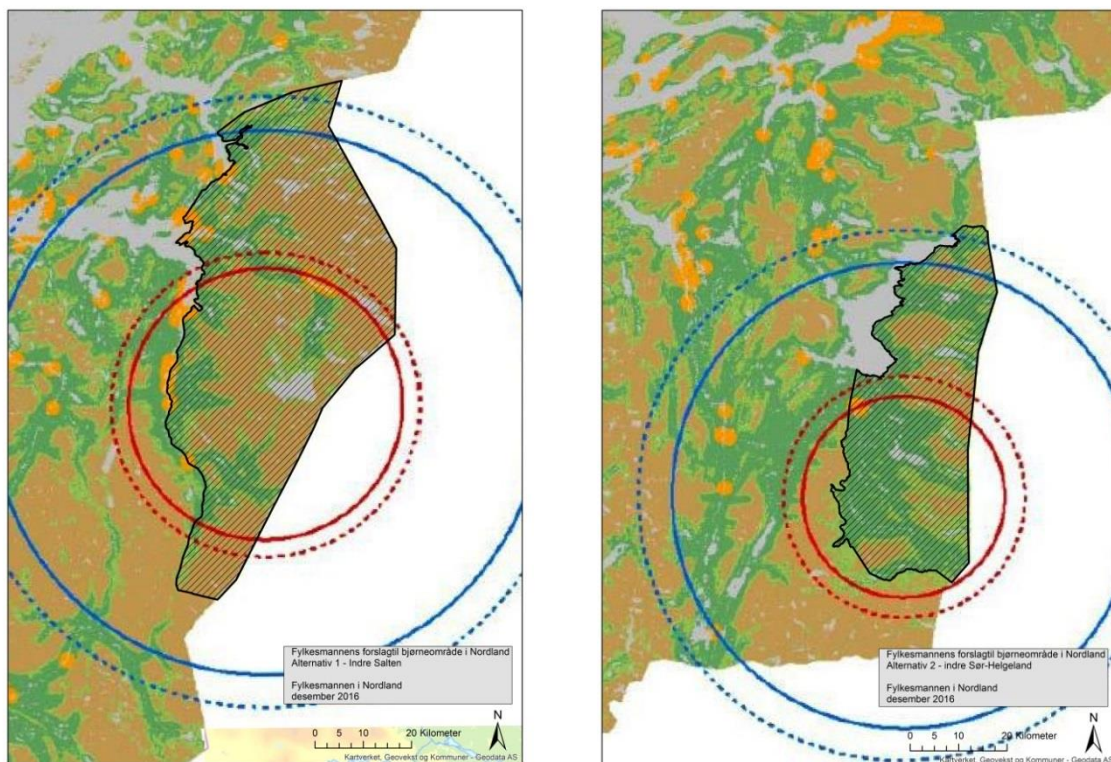 Fylkesmannens forslagtil bjørneområde i Nordland
Alternativ 1 - Indre Salten
Fylkesmannen i Nordland
desember 2016
N
0 5 10 20 Kilometer
Kartverket, Geovekst og Kommuner - Geodata AS
Fylkesmannens forslagtil bjørneområde i Nordland
Alternativ 2 - indre Sør-Helgeland
Fylkesmannen i Nordland
desember 2016
N
0 5 10 20 Kilometer
Kartverket, Geovekst og Kommuner - Geodata AS